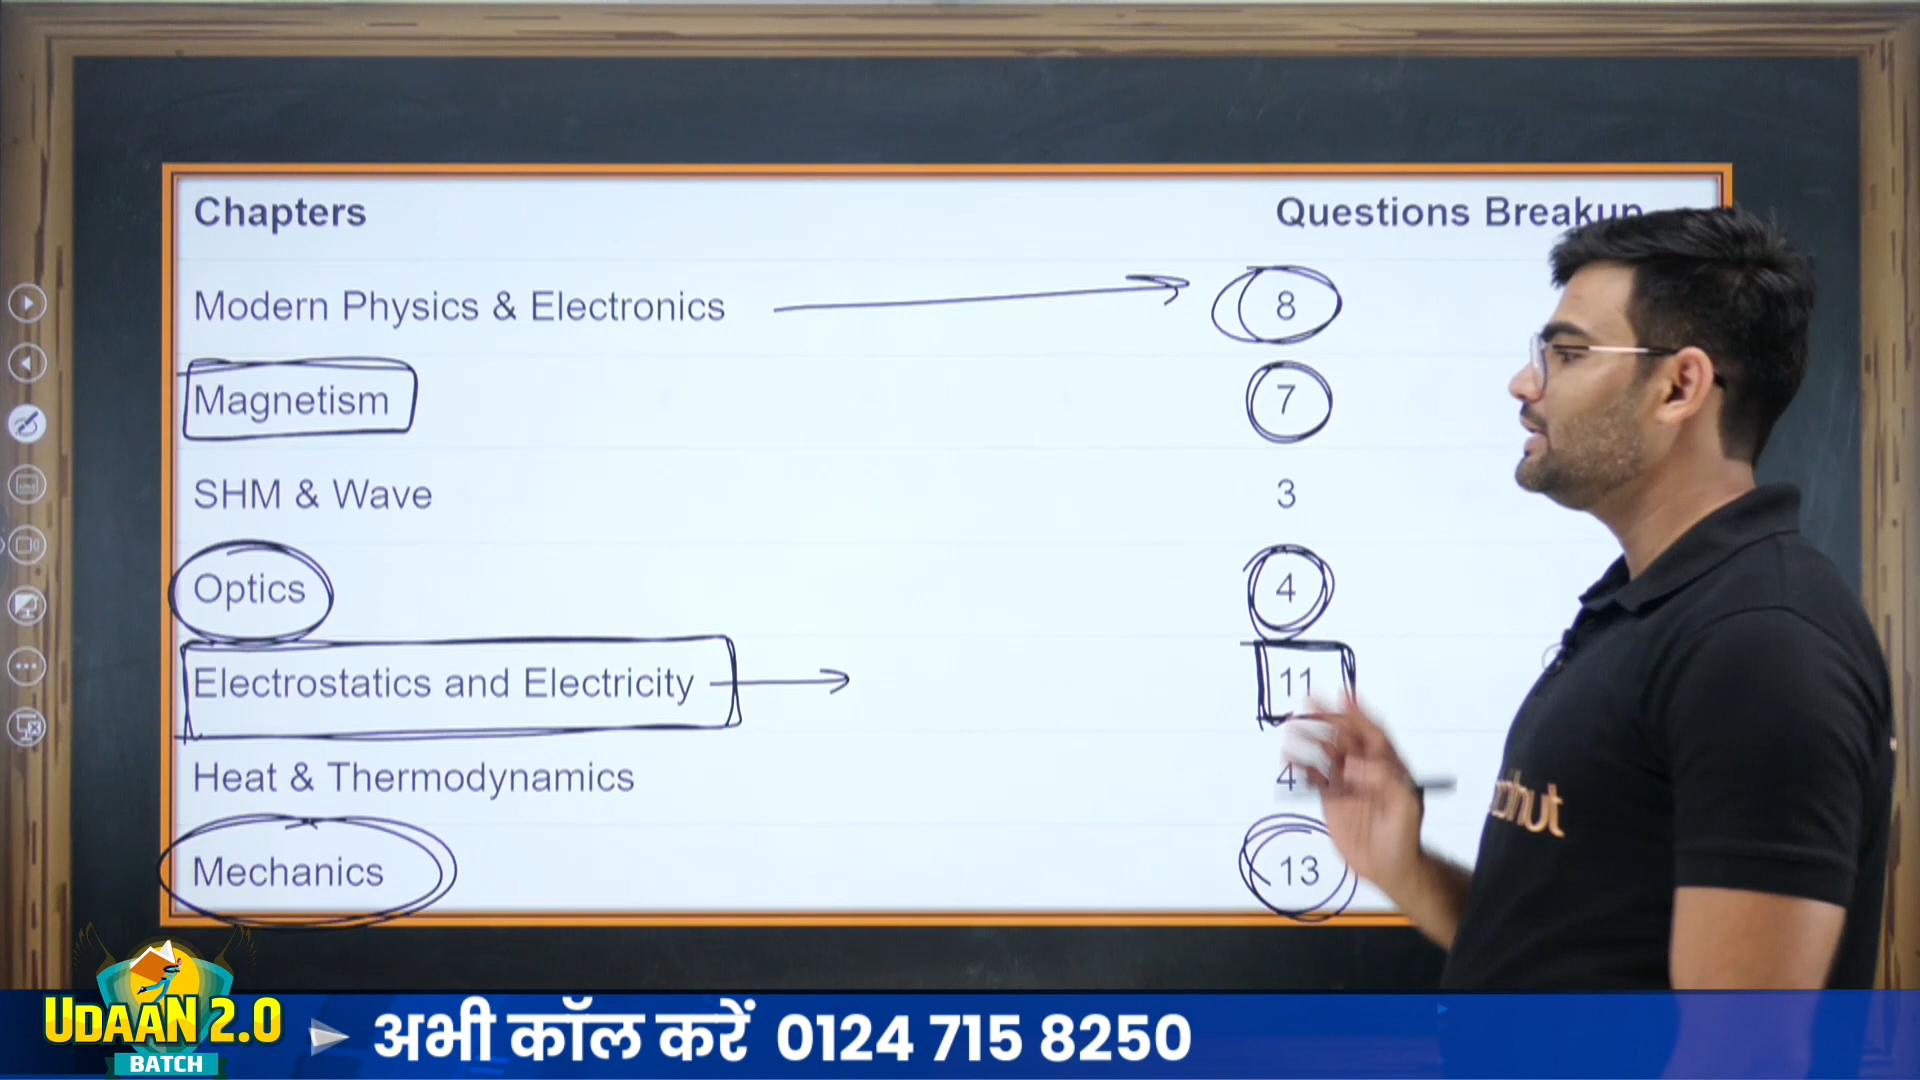 Chapters Questions Breakup
Modern Physics & Electronics 8
Magnetism 7
SHM & Wave 3
Optics 4
Electrostatics and Electricity 11
Heat & Thermodynamics 4
Mechanics 13
UDAAN 2.0
BATCH
अभी कॉल करें 0124 715 8250